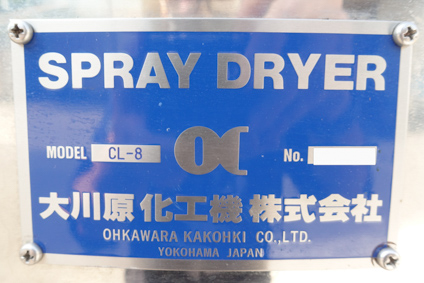 SPRAY DRYER
MODEL CL-8 No.
大川原化工機株式会社
OHKAWARA KAKOHKI CO.,LTD.
YOKOHAMA JAPAN